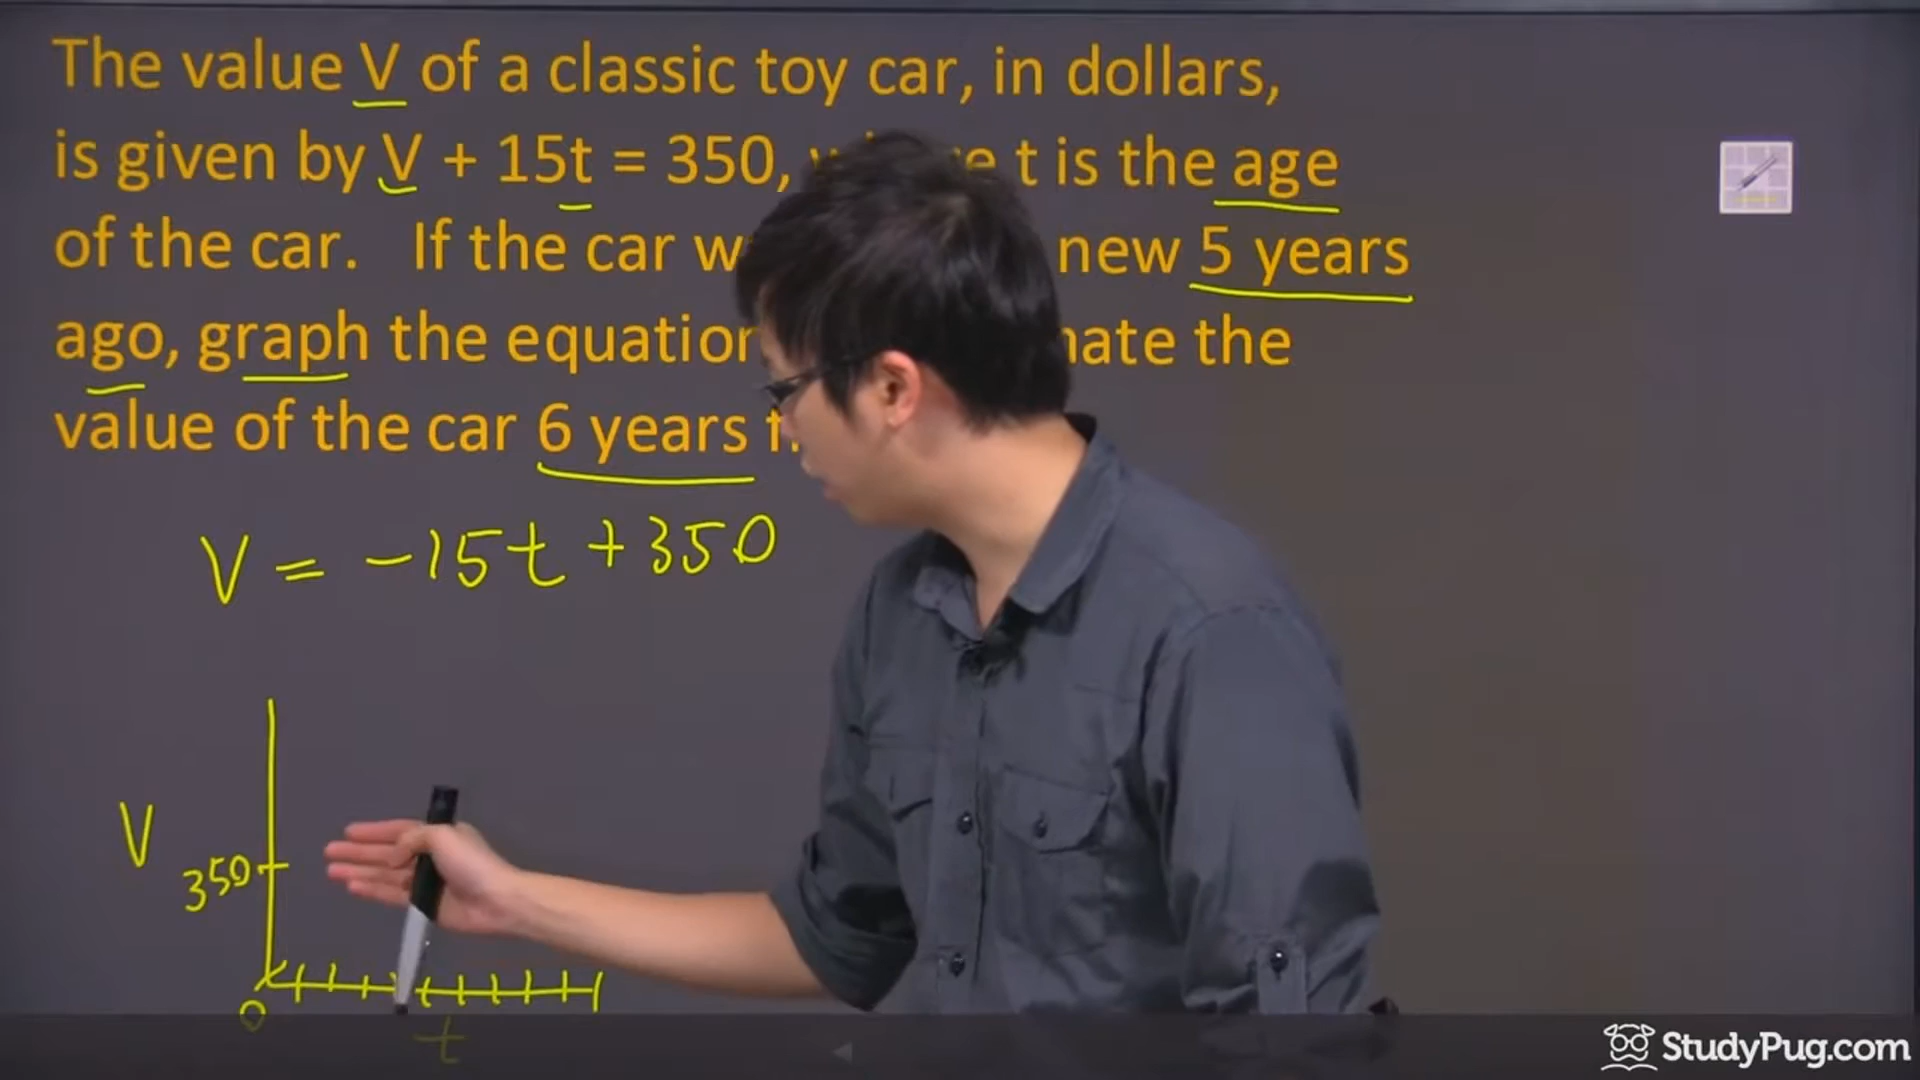 The value V of a classic toy car, in dollars,
is given by V + 15t = 350, t is the age
of the car. If the car new 5 years
ago, graph the equation the
value of the car 6 years
V = -15t + 350
V
350
0
t
StudyPug.com